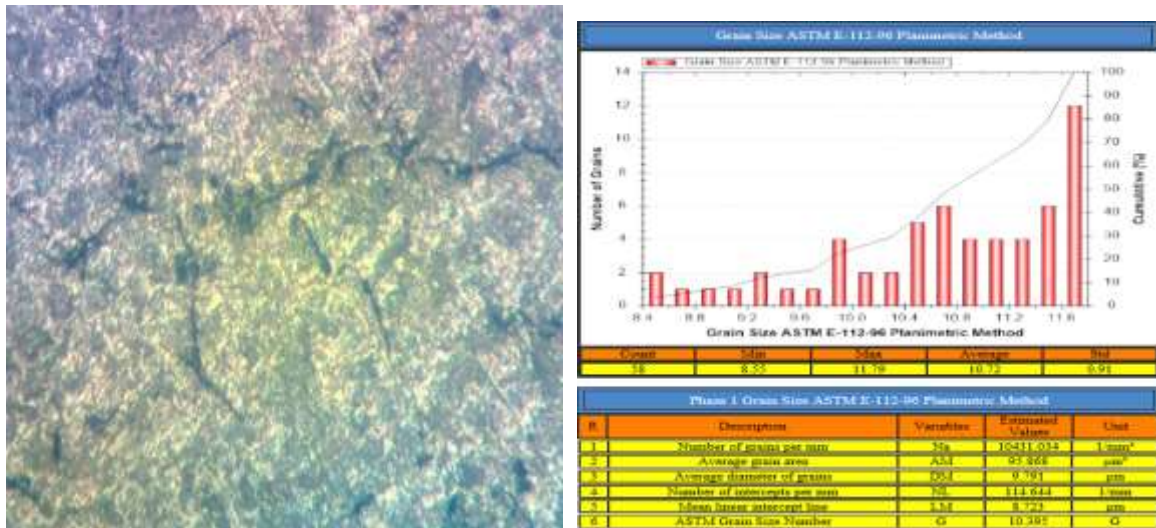 Grain Size ASTM E-112-96 Planimetric Method
Grain Size ASTM E-112-96 Planimetric Method
14
12
10
8
6
4
2
0
Number of Grains
100
90
80
70
60
50
40
30
20
10
0
Cumulative (%)
8.4 8.8 9.2 9.6 10.0 10.4 10.8 11.2 11.6
Grain Size ASTM E-112-96 Planimetric Method
Count Min Max Average Std
58 8.55 11.79 10.72 0.91
Phase 1 Grain Size ASTM E-112-96 Planimetric Method
R Description Variables Estimated Values Unit
1 Number of grains per mm Na 10431.034 1/mm²
2 Average grain area AM 95.868 µm²
3 Average diameter of grains DM 9.791 µm
4 Number of intercepts per mm NL 114.644 1/mm
5 Mean linear intercept line LM 8.723 µm
6 ASTM Grain Size Number G 10.391 G